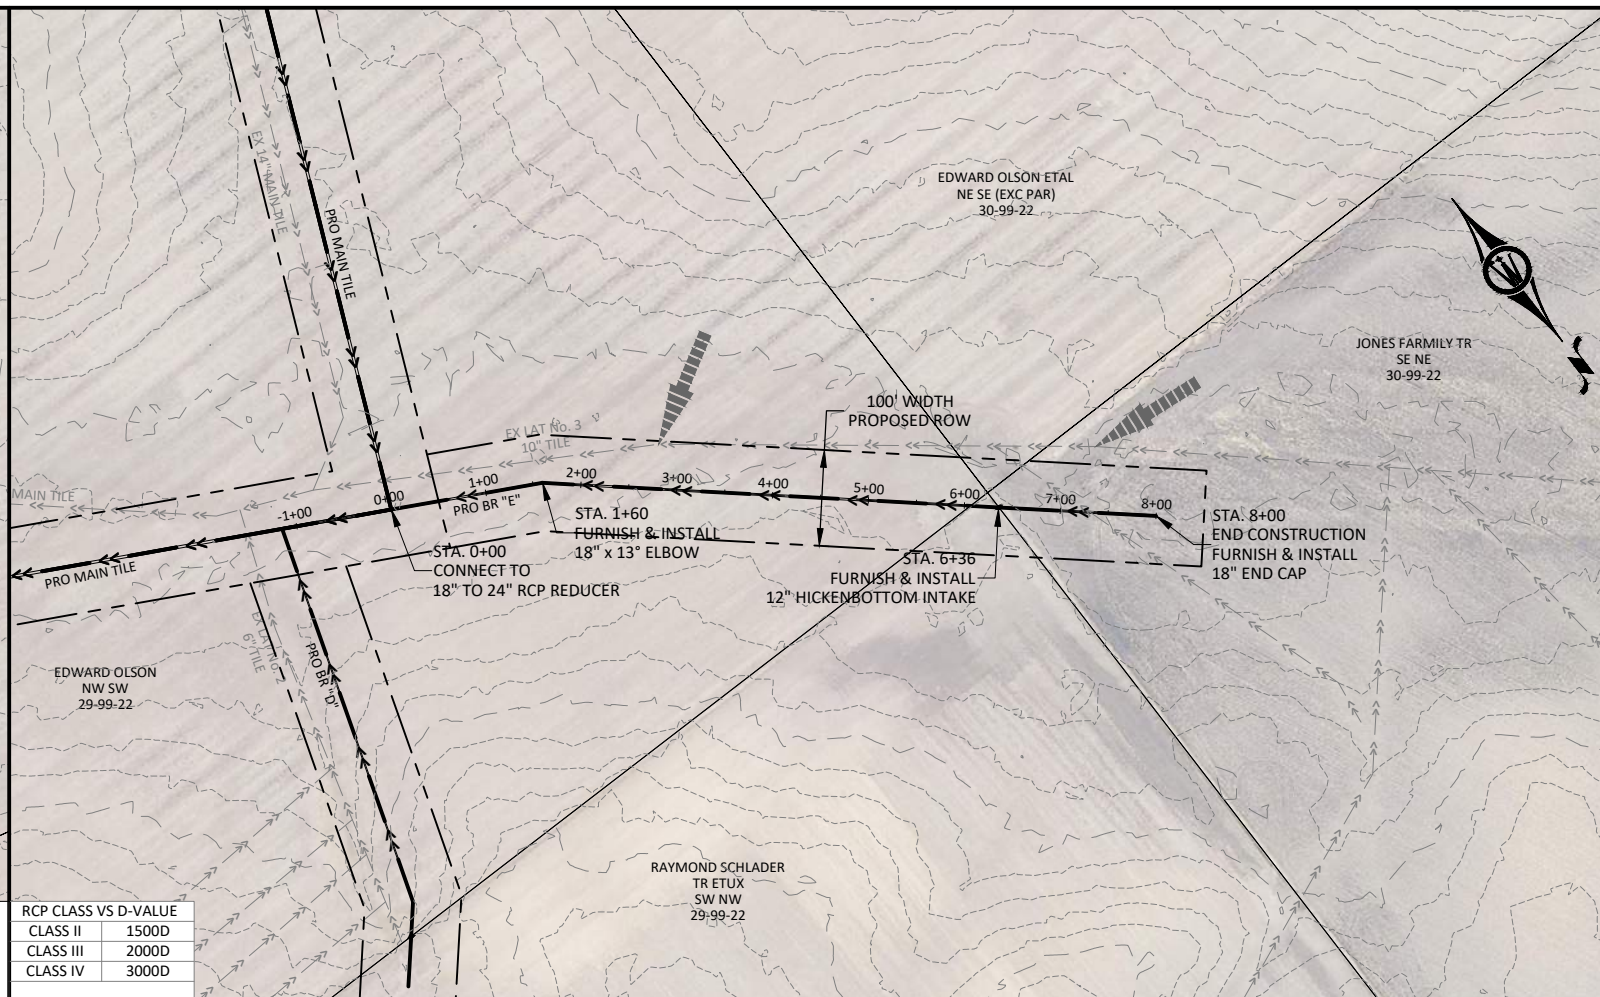 EX 14" MAIN TILE
PRO MAIN TILE
EDWARD OLSON ETAL
NE SE (EXC PAR)
30-99-22
JONES FARMILY TR
SE NE
30-99-22
100' WIDTH
PROPOSED ROW
EX LAT No. 3
10" TILE
MAIN TILE
-1+00
0+00
1+00
2+00
3+00
4+00
5+00
6+00
7+00
8+00
PRO BR "E"
STA. 1+60
FURNISH & INSTALL
18" x 13° ELBOW
STA. 0+00
CONNECT TO
18" TO 24" RCP REDUCER
STA. 6+36
FURNISH & INSTALL
12" HICKENBOTTOM INTAKE
STA. 8+00
END CONSTRUCTION
FURNISH & INSTALL
18" END CAP
PRO MAIN TILE
EX LAT No.
6" TILE
PRO BR "D"
EDWARD OLSON
NW SW
29-99-22
RAYMOND SCHLADER
TR ETUX
SW NW
29-99-22
RCP CLASS VS D-VALUE
CLASS II 1500D
CLASS III 2000D
CLASS IV 3000D